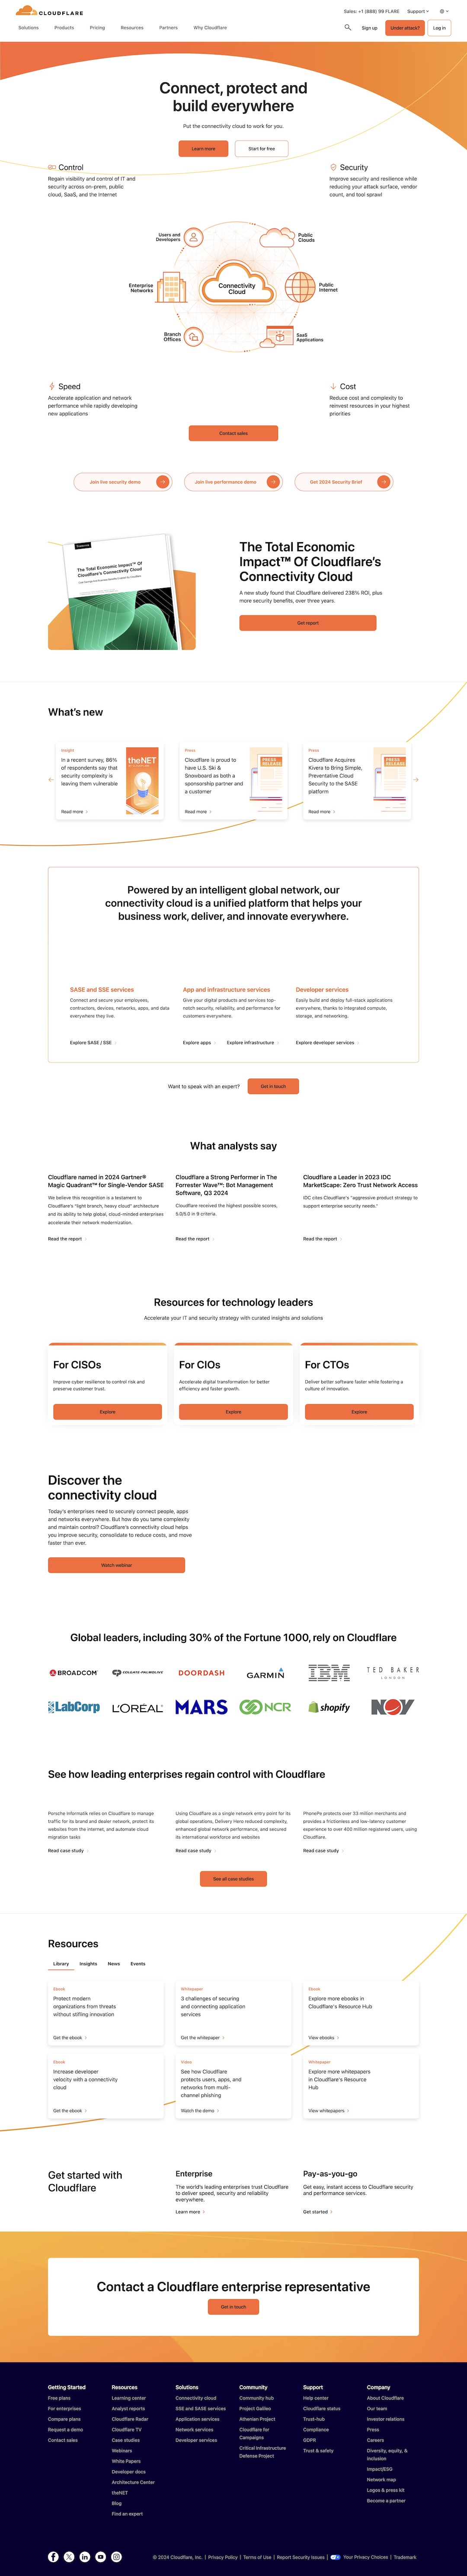 CLOUDFLARE
Sales: +1 (888) 99 FLARE
Support
Solutions
Products
Pricing
Resources
Partners
Why Cloudflare
Sign up
Under attack?
Log in
Connect, protect and
build everywhere
Put the connectivity cloud to work for you.
Learn more
Start for free
Control
Regain visibility and control of IT and
security across on-prem, public
cloud, SaaS, and the Internet
Security
Improve security and resilience while
reducing your attack surface, vendor
count, and tool sprawl
Users and
Developers
Public
Clouds
Enterprise
Networks
Connectivity
Cloud
Public
Internet
Branch
Offices
SaaS
Applications
Speed
Accelerate application and network
performance while rapidly developing
new applications
Cost
Reduce cost and complexity to
reinvest resources in your highest
priorities
Contact sales
Join live security demo
Join live performance demo
Get 2024 Security Brief
The Total Economic Impact™ Of
Cloudflare's Connectivity Cloud
The Total Economic
Impact™ Of Cloudflare's
Connectivity Cloud
A new study found that Cloudflare delivered 238% ROI, plus
more security benefits, over three years.
Get report
What's new
Insight
In a recent survey, 86%
of respondents say that
security complexity is
leaving them vulnerable
Read more
theNET
Press
Cloudflare is proud to
have U.S. Ski &
Snowboard as both a
sponsorship partner and
a customer
Read more
PRESS
RELEASE
Press
Cloudflare Acquires
Kivera to Bring Simple,
Preventative Cloud
Security to the SASE
platform
Read more
PRESS
RELEASE
Powered by an intelligent global network, our
connectivity cloud is a unified platform that helps your
business work, deliver, and innovate everywhere.
SASE and SSE services
Connect and secure your employees,
contractors, devices, networks, apps, and data
everywhere they live.
Explore SASE / SSE
App and infrastructure services
Give your digital products and services top-
notch security, reliability, and performance for
customers everywhere.
Explore apps
Explore infrastructure
Developer services
Easily build and deploy full-stack applications
everywhere, thanks to integrated compute,
storage, and networking.
Explore developer services
Want to speak with an expert?
Get in touch
What analysts say
Cloudflare named in 2024 Gartner®
Magic Quadrant™ for Single-Vendor SASE
We believe this recognition is a testament to
Cloudflare's "light branch, heavy cloud" architecture
and its ability to help global, cloud-minded enterprises
accelerate their network modernization.
Read the report
Cloudflare a Strong Performer in The
Forrester Wave™: Bot Management
Software, Q3 2024
Cloudflare received the highest possible scores,
5.0/5.0 in 9 criteria.
Read the report
Cloudflare a Leader in 2023 IDC
MarketScape: Zero Trust Network Access
IDC cites Cloudflare's "aggressive product strategy to
support enterprise security needs."
Read the report
Resources for technology leaders
Accelerate your IT and security strategy with curated insights and solutions
For CISOs
Improve cyber resilience to control risk and
preserve customer trust.
Explore
For CIOs
Accelerate digital transformation for better
efficiency and faster growth.
Explore
For CTOs
Deliver better software faster while fostering a
culture of innovation.
Explore
Discover the
connectivity cloud
Today's enterprises need to securely connect people, apps
and networks everywhere. But how do you tame complexity
and maintain control? Cloudflare's connectivity cloud helps
you improve security, consolidate to reduce costs, and move
faster than ever.
Watch webinar
Global leaders, including 30% of the Fortune 1000, rely on Cloudflare
BROADCOM
COLGATE-PALMOLIVE
DOORDASH
GARMIN
IBM
TED BAKER
LONDON
LabCorp
L'ORÉAL
MARS
NCR
shopify
NOV
See how leading enterprises regain control with Cloudflare
Porsche Informatik relies on Cloudflare to manage
traffic for its brand and dealer network, protect its
websites from the internet, and automate cloud
migration tasks
Read case study
Using Cloudflare as a single network entry point for its
global operations, Delivery Hero reduced complexity,
enhanced global network performance, and secured
its international workforce and websites
Read case study
PhonePe protects over 33 million merchants and
provides a frictionless and low-latency customer
experience to over 400 million registered users, using
Cloudflare.
Read case study
See all case studies
Resources
Library
Insights
News
Events
Ebook
Protect modern
organizations from threats
without stifling innovation
Get the ebook
Whitepaper
3 challenges of securing
and connecting application
services
Get the whitepaper
Ebook
Explore more ebooks in
Cloudflare's Resource Hub
View ebooks
Ebook
Increase developer
velocity with a connectivity
cloud
Get the ebook
Video
See how Cloudflare
protects users, apps, and
networks from multi-
channel phishing
Watch the demo
Whitepaper
Explore more whitepapers
in Cloudflare's Resource
Hub
View whitepapers
Get started with
Cloudflare
Enterprise
The world's leading enterprises trust Cloudflare
to deliver speed, security and reliability
everywhere.
Learn more
Pay-as-you-go
Get easy, instant access to Cloudflare security
and performance services.
Get started
Contact a Cloudflare enterprise representative
Get in touch
Getting Started
Free plans
For enterprises
Compare plans
Request a demo
Contact sales
Resources
Learning center
Analyst reports
Cloudflare Radar
Cloudflare TV
Case studies
Webinars
White Papers
Developer docs
Architecture Center
theNET
Blog
Find an expert
Solutions
Connectivity cloud
SSE and SASE services
Application services
Network services
Developer services
Community
Community hub
Project Galileo
Athenian Project
Cloudflare for
Campaigns
Critical Infrastructure
Defense Project
Support
Help center
Cloudflare status
Trust-hub
Compliance
GDPR
Trust & safety
Company
About Cloudflare
Our team
Investor relations
Press
Careers
Diversity, equity, &
inclusion
Impact/ESG
Network map
Logos & press kit
Become a partner
© 2024 Cloudflare, Inc. | Privacy Policy | Terms of Use | Report Security Issues | Your Privacy Choices | Trademark